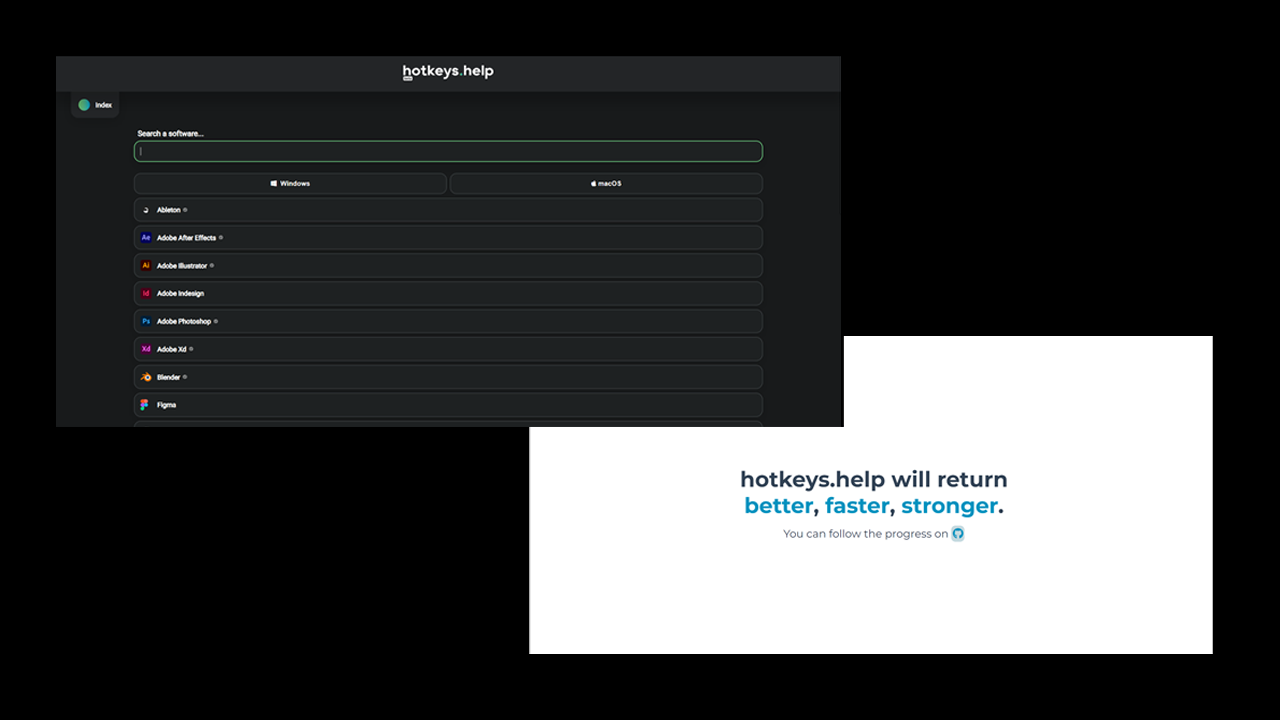 hotkeys.help
Index
Search a software...
Windows
macOS
Ableton
Ae Adobe After Effects
Ai Adobe Illustrator
Id Adobe Indesign
Ps Adobe Photoshop
Xd Adobe Xd
Blender
Figma
hotkeys.help will return
better, faster, stronger.
You can follow the progress on